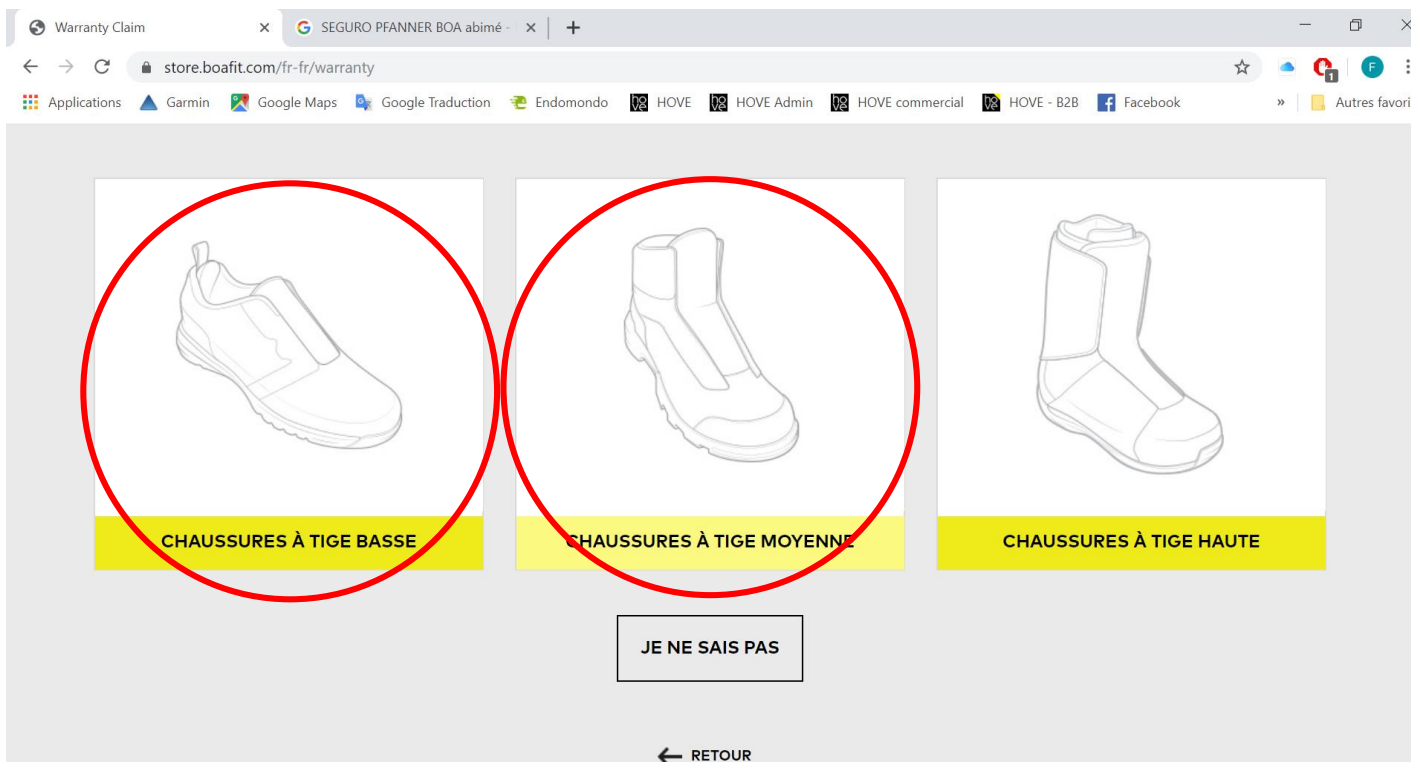 Warranty Claim
SEGURO PFANNER BOA abimé -
store.boafit.com/fr-fr/warranty
1
F
Applications Garmin Google Maps Google Traduction Endomondo HOVE HOVE Admin HOVE commercial HOVE - B2B Facebook » Autres favori
CHAUSSURES À TIGE BASSE
CHAUSSURES À TIGE MOYENNE
CHAUSSURES À TIGE HAUTE
JE NE SAIS PAS
← RETOUR